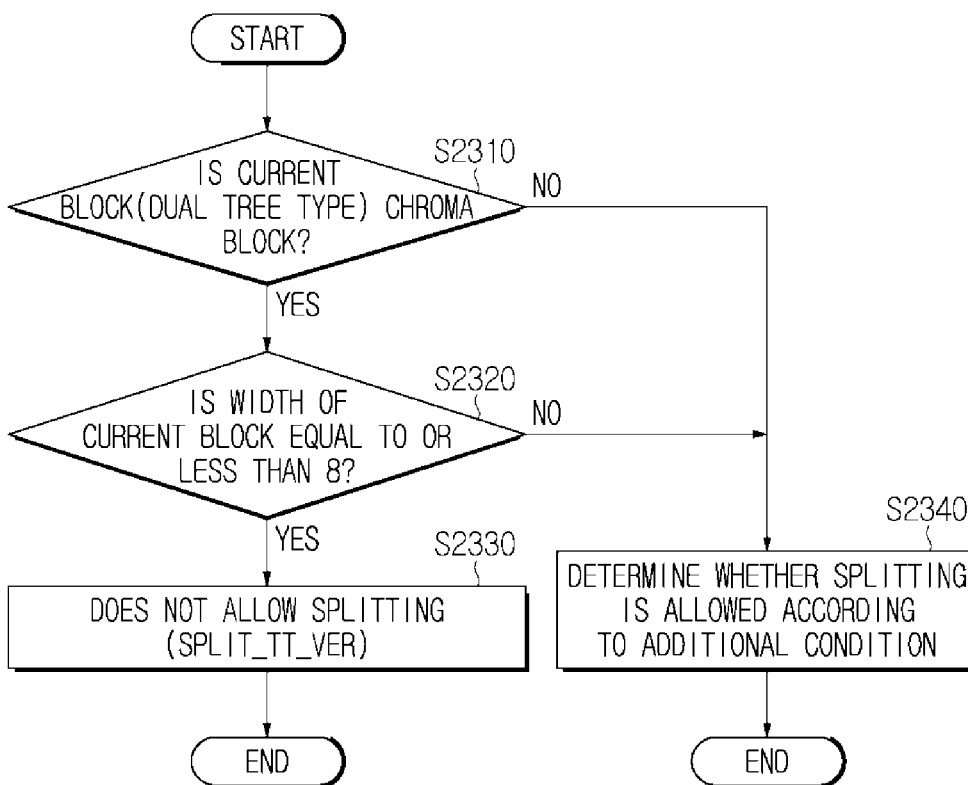 START
S2310
IS CURRENT
BLOCK(DUAL TREE TYPE) CHROMA
BLOCK?
NO
YES
S2320
IS WIDTH OF
CURRENT BLOCK EQUAL TO OR
LESS THAN 8?
NO
YES
S2330
DOES NOT ALLOW SPLITTING
(SPLIT_TT_VER)
S2340
DETERMINE WHETHER SPLITTING
IS ALLOWED ACCORDING
TO ADDITIONAL CONDITION
END
END